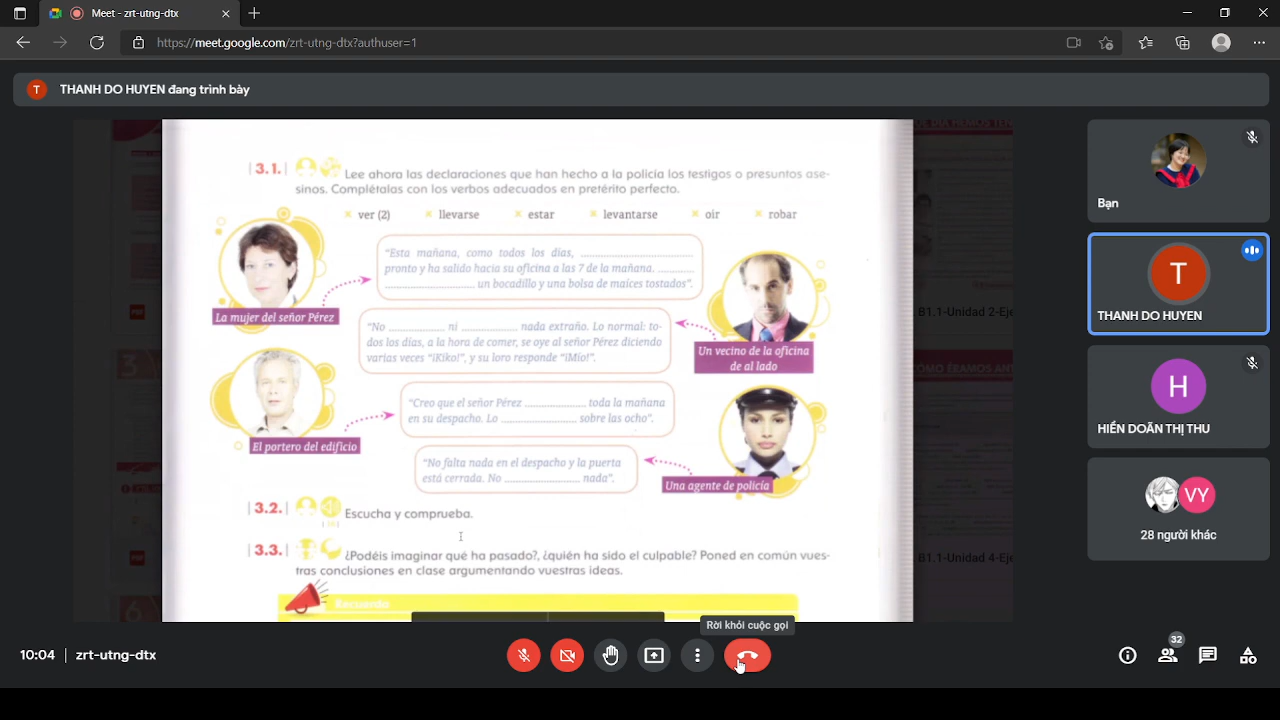 Meet - zrt-utng-dtx
https://meet.google.com/zrt-utng-dtx?authuser=1
T THANH DO HUYEN đang trình bày
3.1. Lee ahora las declaraciones que han hecho a la policía los testigos o presuntos ase-
sinos. Complétalas con los verbos adecuados en pretérito perfecto.
× ver (2) × llevarse × estar × levantarse × oír × robar
"Esta mañana, como todos los días, ........................
pronto y ha salido hacia su oficina a las 7 de la mañana. ..........
........................ un bocadillo y una bolsa de maíces tostados".
La mujer del señor Pérez
"No ................ ni ................ nada extraño. Lo normal: to-
dos los días, a la hora de comer, se oye al señor Pérez diciendo
varias veces "¡Kiko!", y su loro responde "¡Mío!".
Un vecino de la oficina
de al lado
"Creo que el señor Pérez ................ toda la mañana
en su despacho. Lo .................... sobre las ocho".
El portero del edificio
"No falta nada en el despacho y la puerta
está cerrada. No .................... nada".
Una agente de policía
3.2. Escucha y comprueba.
3.3. ¿Podéis imaginar qué ha pasado?, ¿quién ha sido el culpable? Poned en común vues-
tras conclusiones en clase argumentando vuestras ideas.
Recuerda
3
6
PDF
PDF
B1.1-Unidad 2-Eje
B1.1-Unidad 4-Eje
Bạn
T
THANH DO HUYEN
H
HIỀN DOÃN THỊ THU
VY
28 người khác
Rời khỏi cuộc gọi
10:04 | zrt-utng-dtx
32